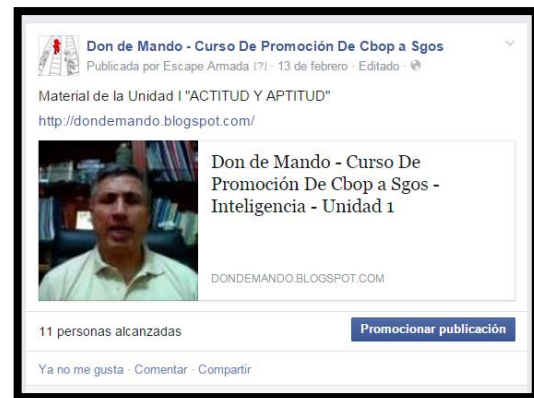 Don de Mando - Curso De Promoción De Cbop a Sgos
Publicada por Escape Armada [?] · 13 de febrero · Editado ·
Material de la Unidad I "ACTITUD Y APTITUD"
http://dondemando.blogspot.com/
Don de Mando - Curso De
Promoción De Cbop a Sgos -
Inteligencia - Unidad 1
DONDEMANDO.BLOGSPOT.COM
11 personas alcanzadas
Promocionar publicación
Ya no me gusta · Comentar · Compartir